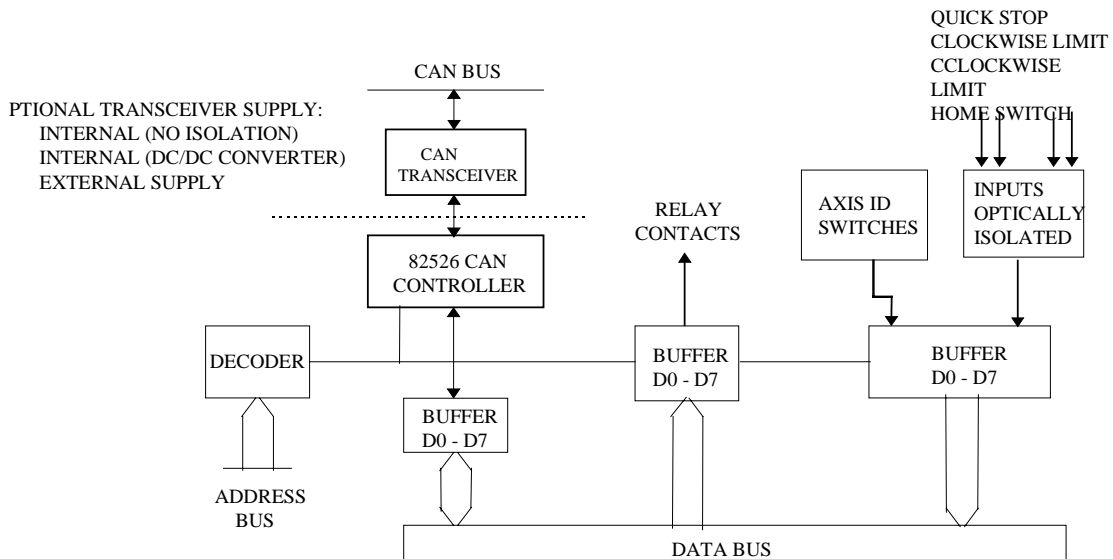 QUICK STOP
CLOCKWISE LIMIT
CCLOCKWISE
LIMIT
HOME SWITCH
CAN BUS
PTIONAL TRANSCEIVER SUPPLY:
INTERNAL (NO ISOLATION)
INTERNAL (DC/DC CONVERTER)
EXTERNAL SUPPLY
CAN
TRANSCEIVER
RELAY
CONTACTS
AXIS ID
SWITCHES
INPUTS
OPTICALLY
ISOLATED
82526 CAN
CONTROLLER
DECODER
BUFFER
D0 - D7
BUFFER
D0 - D7
BUFFER
D0 - D7
ADDRESS
BUS
DATA BUS